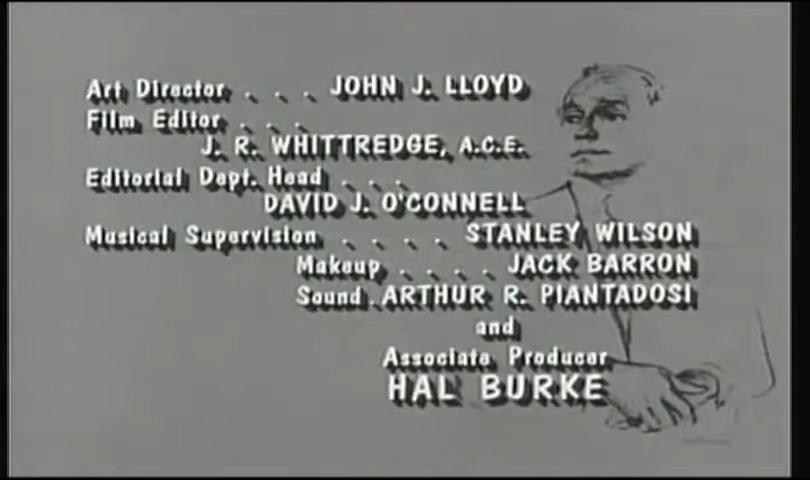 Art Director . . . JOHN J. LLOYD
Film Editor . . .
J. R. WHITTREDGE, A.C.E.
Editorial Dept. Head . . .
DAVID J. O'CONNELL
Musical Supervision . . . . STANLEY WILSON
Makeup . . . . JACK BARRON
Sound . ARTHUR R. PIANTADOSI
and
Associate Producer
HAL BURKE